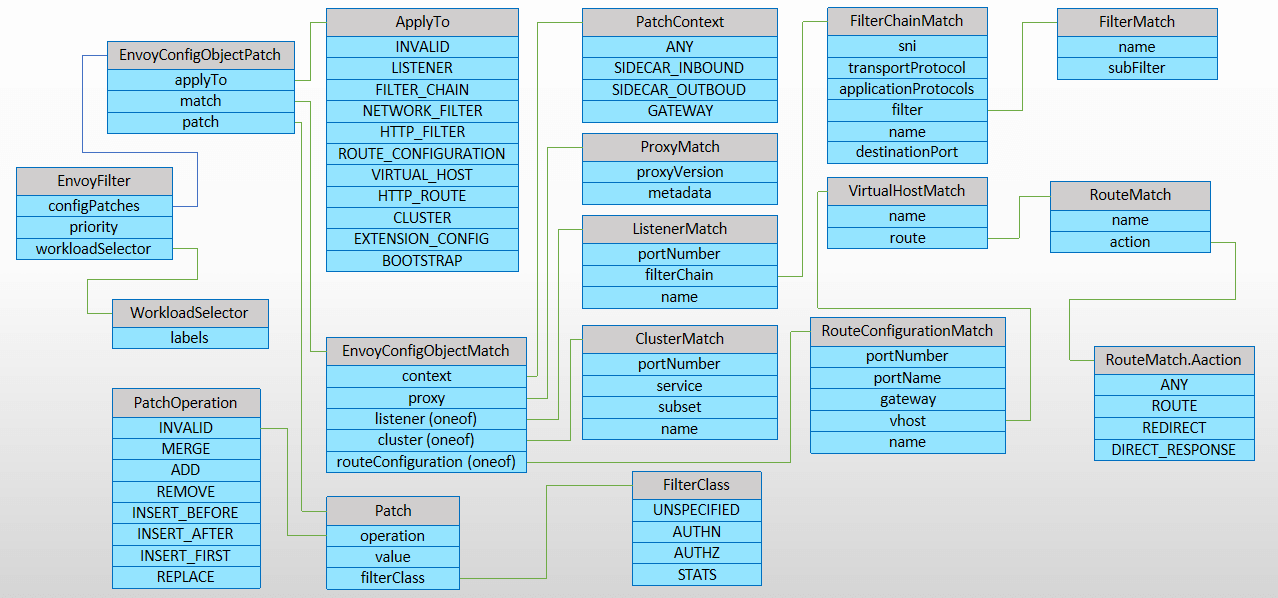 EnvoyConfigObjectPatch
applyTo
match
patch
EnvoyFilter
configPatches
priority
workloadSelector
WorkloadSelector
labels
PatchOperation
INVALID
MERGE
ADD
REMOVE
INSERT_BEFORE
INSERT_AFTER
INSERT_FIRST
REPLACE
ApplyTo
INVALID
LISTENER
FILTER_CHAIN
NETWORK_FILTER
HTTP_FILTER
ROUTE_CONFIGURATION
VIRTUAL_HOST
HTTP_ROUTE
CLUSTER
EXTENSION_CONFIG
BOOTSTRAP
EnvoyConfigObjectMatch
context
proxy
listener (oneof)
cluster (oneof)
routeConfiguration (oneof)
Patch
operation
value
filterClass
PatchContext
ANY
SIDECAR_INBOUND
SIDECAR_OUTBOUD
GATEWAY
ProxyMatch
proxyVersion
metadata
ListenerMatch
portNumber
filterChain
name
ClusterMatch
portNumber
service
subset
name
FilterClass
UNSPECIFIED
AUTHN
AUTHZ
STATS
FilterChainMatch
sni
transportProtocol
applicationProtocols
filter
name
destinationPort
VirtualHostMatch
name
route
RouteConfigurationMatch
portNumber
portName
gateway
vhost
name
FilterMatch
name
subFilter
RouteMatch
name
action
RouteMatch.Aaction
ANY
ROUTE
REDIRECT
DIRECT_RESPONSE